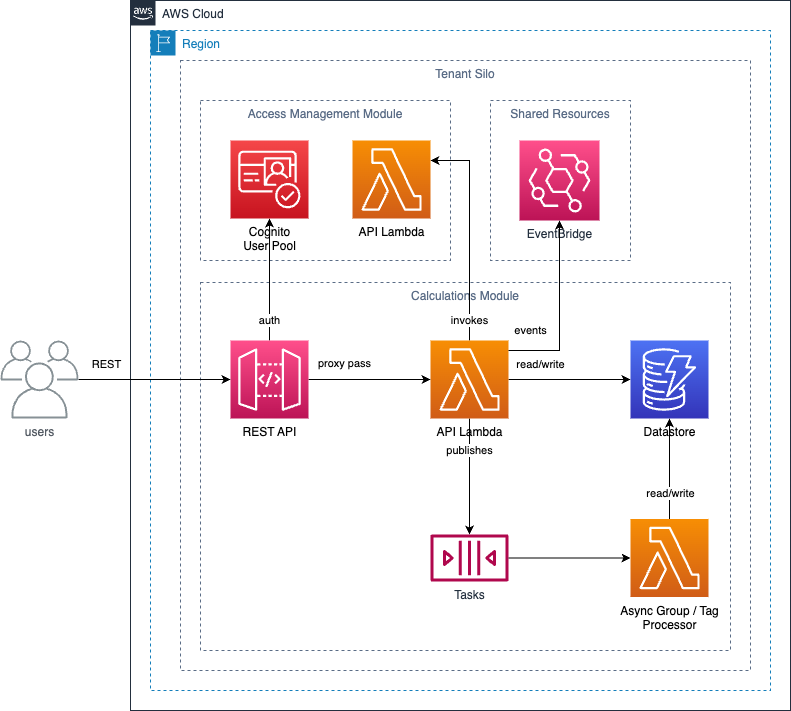 aws
AWS Cloud
Region
Tenant Silo
Access Management Module
Shared Resources
Cognito
User Pool
API Lambda
EventBridge
Calculations Module
auth
invokes
events
REST
proxy pass
read/write
users
REST API
API Lambda
Datastore
publishes
read/write
Tasks
Async Group / Tag
Processor